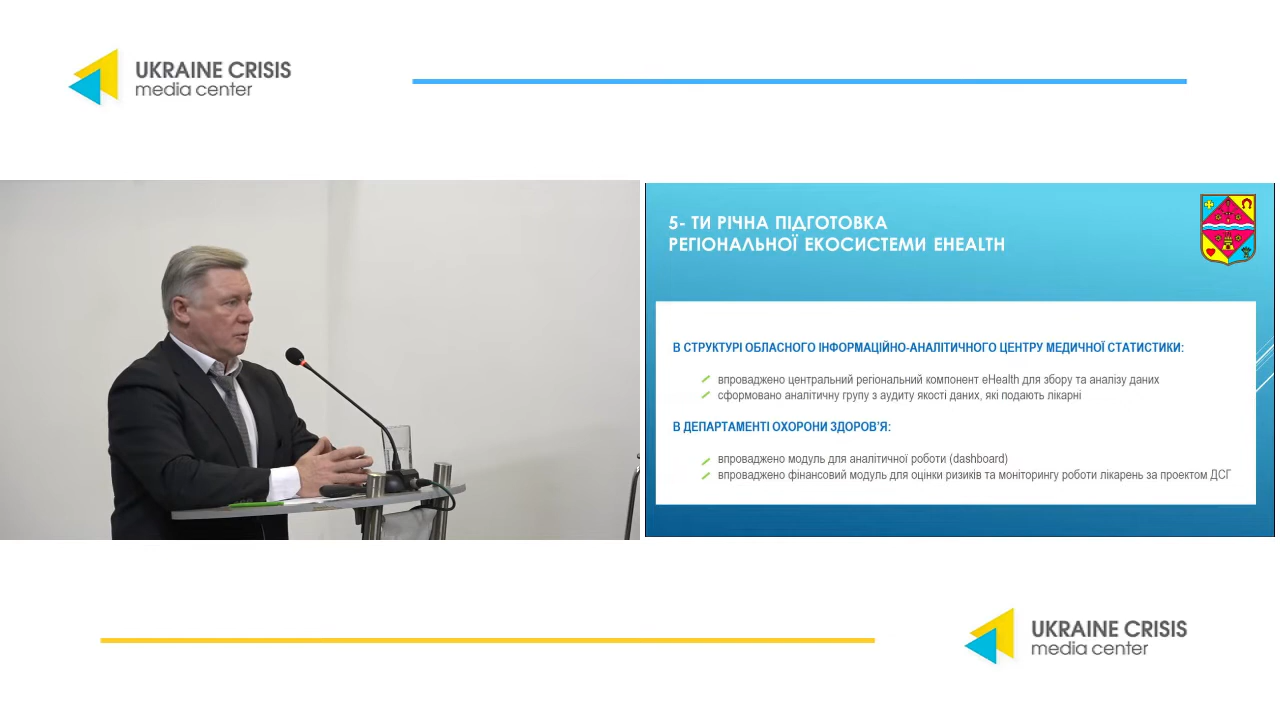 UKRAINE CRISIS
media center
5- ТИ РІЧНА ПІДГОТОВКА
РЕГІОНАЛЬНОЇ ЕКОСИСТЕМИ EHEALTH
В СТРУКТУРІ ОБЛАСНОГО ІНФОРМАЦІЙНО-АНАЛІТИЧНОГО ЦЕНТРУ МЕДИЧНОЇ СТАТИСТИКИ:
впроваджено центральний регіональний компонент eHealth для збору та аналізу даних
сформовано аналітичну групу з аудиту якості даних, які подають лікарні
В ДЕПАРТАМЕНТІ ОХОРОНИ ЗДОРОВ'Я:
впроваджено модуль для аналітичної роботи (dashboard)
впроваджено фінансовий модуль для оцінки ризиків та моніторингу роботи лікарень за проектом ДСГ
UKRAINE CRISIS
media center